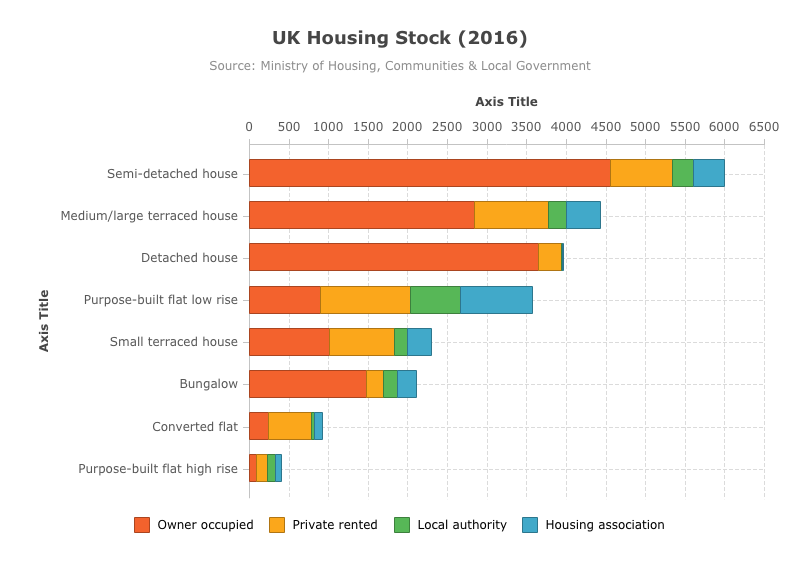 UK Housing Stock (2016)
Source: Ministry of Housing, Communities & Local Government
Axis Title
0 500 1000 1500 2000 2500 3000 3500 4000 4500 5000 5500 6000 6500
Axis Title
Semi-detached house
Medium/large terraced house
Detached house
Purpose-built flat low rise
Small terraced house
Bungalow
Converted flat
Purpose-built flat high rise
Owner occupied Private rented Local authority Housing association